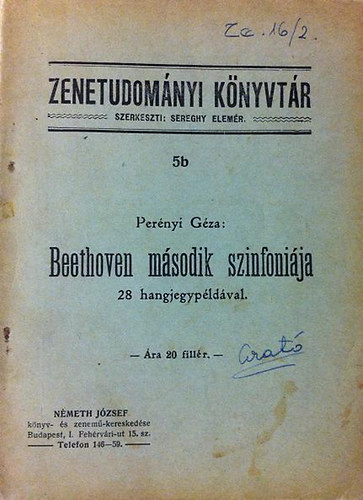 Ze. 16/2.
ZENETUDOMÁNYI KÖNYVTÁR
SZERKESZTI: SEREGHY ELEMÉR.
5b
Perényi Géza:
Beethoven második szinfoniája
28 hangjegypéldával.
— Ára 20 fillér. —
Arató
NÉMETH JÓZSEF
könyv- és zenemű-kereskedése
Budapest, I. Fehérvári-ut 15. sz.
Telefon 146—59.